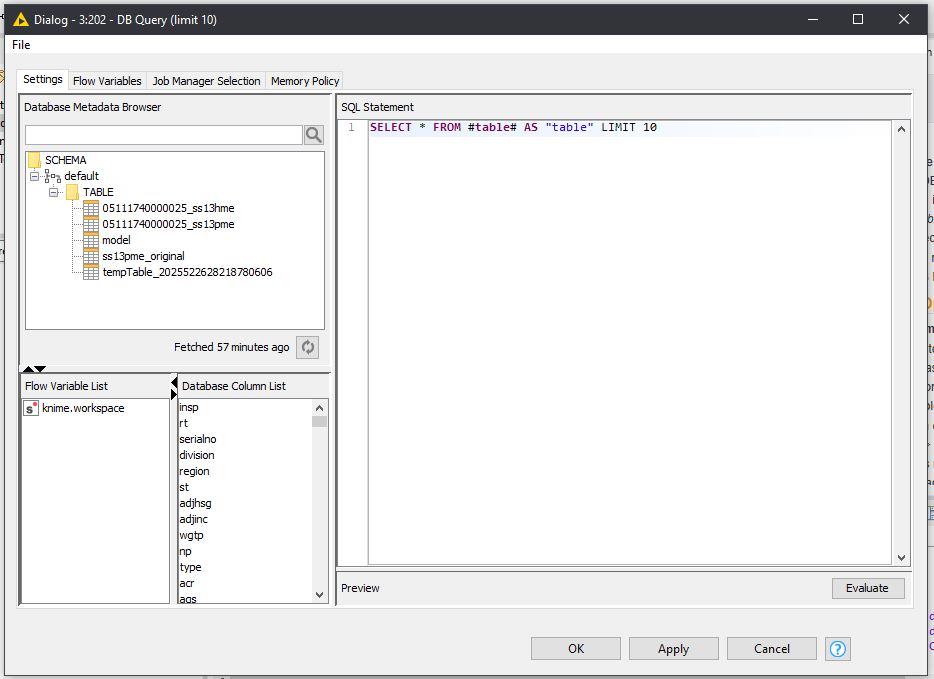 Dialog - 3:202 - DB Query (limit 10)
File
Settings
Flow Variables
Job Manager Selection
Memory Policy
Database Metadata Browser
SCHEMA
default
TABLE
05111740000025_ss13hme
05111740000025_ss13pme
model
ss13pme_original
tempTable_2025522628218780606
Fetched 57 minutes ago
Flow Variable List
s knime.workspace
Database Column List
insp
rt
serialno
division
region
st
adjhsg
adjinc
wgtp
np
type
acr
ags
SQL Statement
1 SELECT * FROM #table# AS "table" LIMIT 10
Preview
Evaluate
OK
Apply
Cancel
?